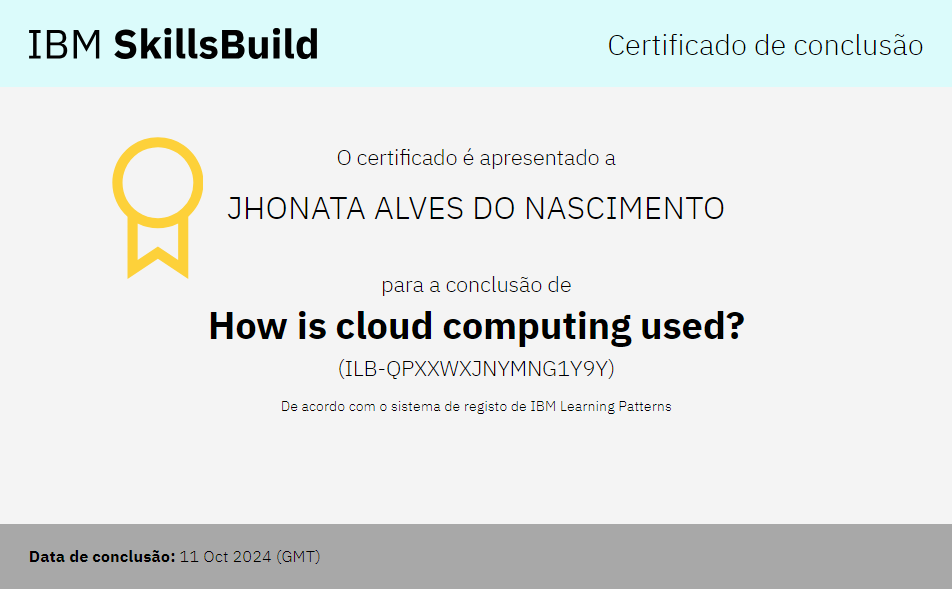 IBM SkillsBuild
Certificado de conclusão
O certificado é apresentado a
JHONATA ALVES DO NASCIMENTO
para a conclusão de
How is cloud computing used?
(ILB-QPXXWXJNYMNG1Y9Y)
De acordo com o sistema de registo de IBM Learning Patterns
Data de conclusão: 11 Oct 2024 (GMT)